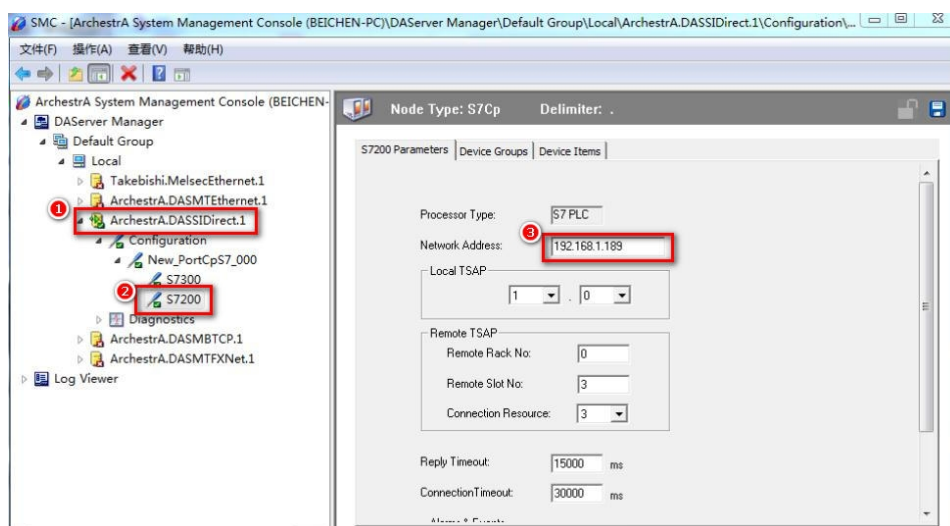 SMC - [ArchestrA System Management Console (BEICHEN-PC)\DAServer Manager\Default Group\Local\ArchestrA.DASSIDirect.1\Configuration\...
文件(F) 操作(A) 查看(V) 帮助(H)
ArchestrA System Management Console (BEICHEN-
DAServer Manager
Default Group
Local
Takebishi.MelsecEthernet.1
ArchestrA.DASMTEthernet.1
1
ArchestrA.DASSIDirect.1
Configuration
New_PortCpS7_000
S7300
2
S7200
Diagnostics
ArchestrA.DASMBTCP.1
ArchestrA.DASMTFXNet.1
Log Viewer
Node Type: S7Cp Delimiter: .
S7200 Parameters Device Groups Device Items
Processor Type: S7 PLC
3
Network Address: 192.168.1.189
Local TSAP
1 . 0
Remote TSAP
Remote Rack No: 0
Remote Slot No: 3
Connection Resource: 3
Reply Timeout: 15000 ms
ConnectionTimeout: 30000 ms